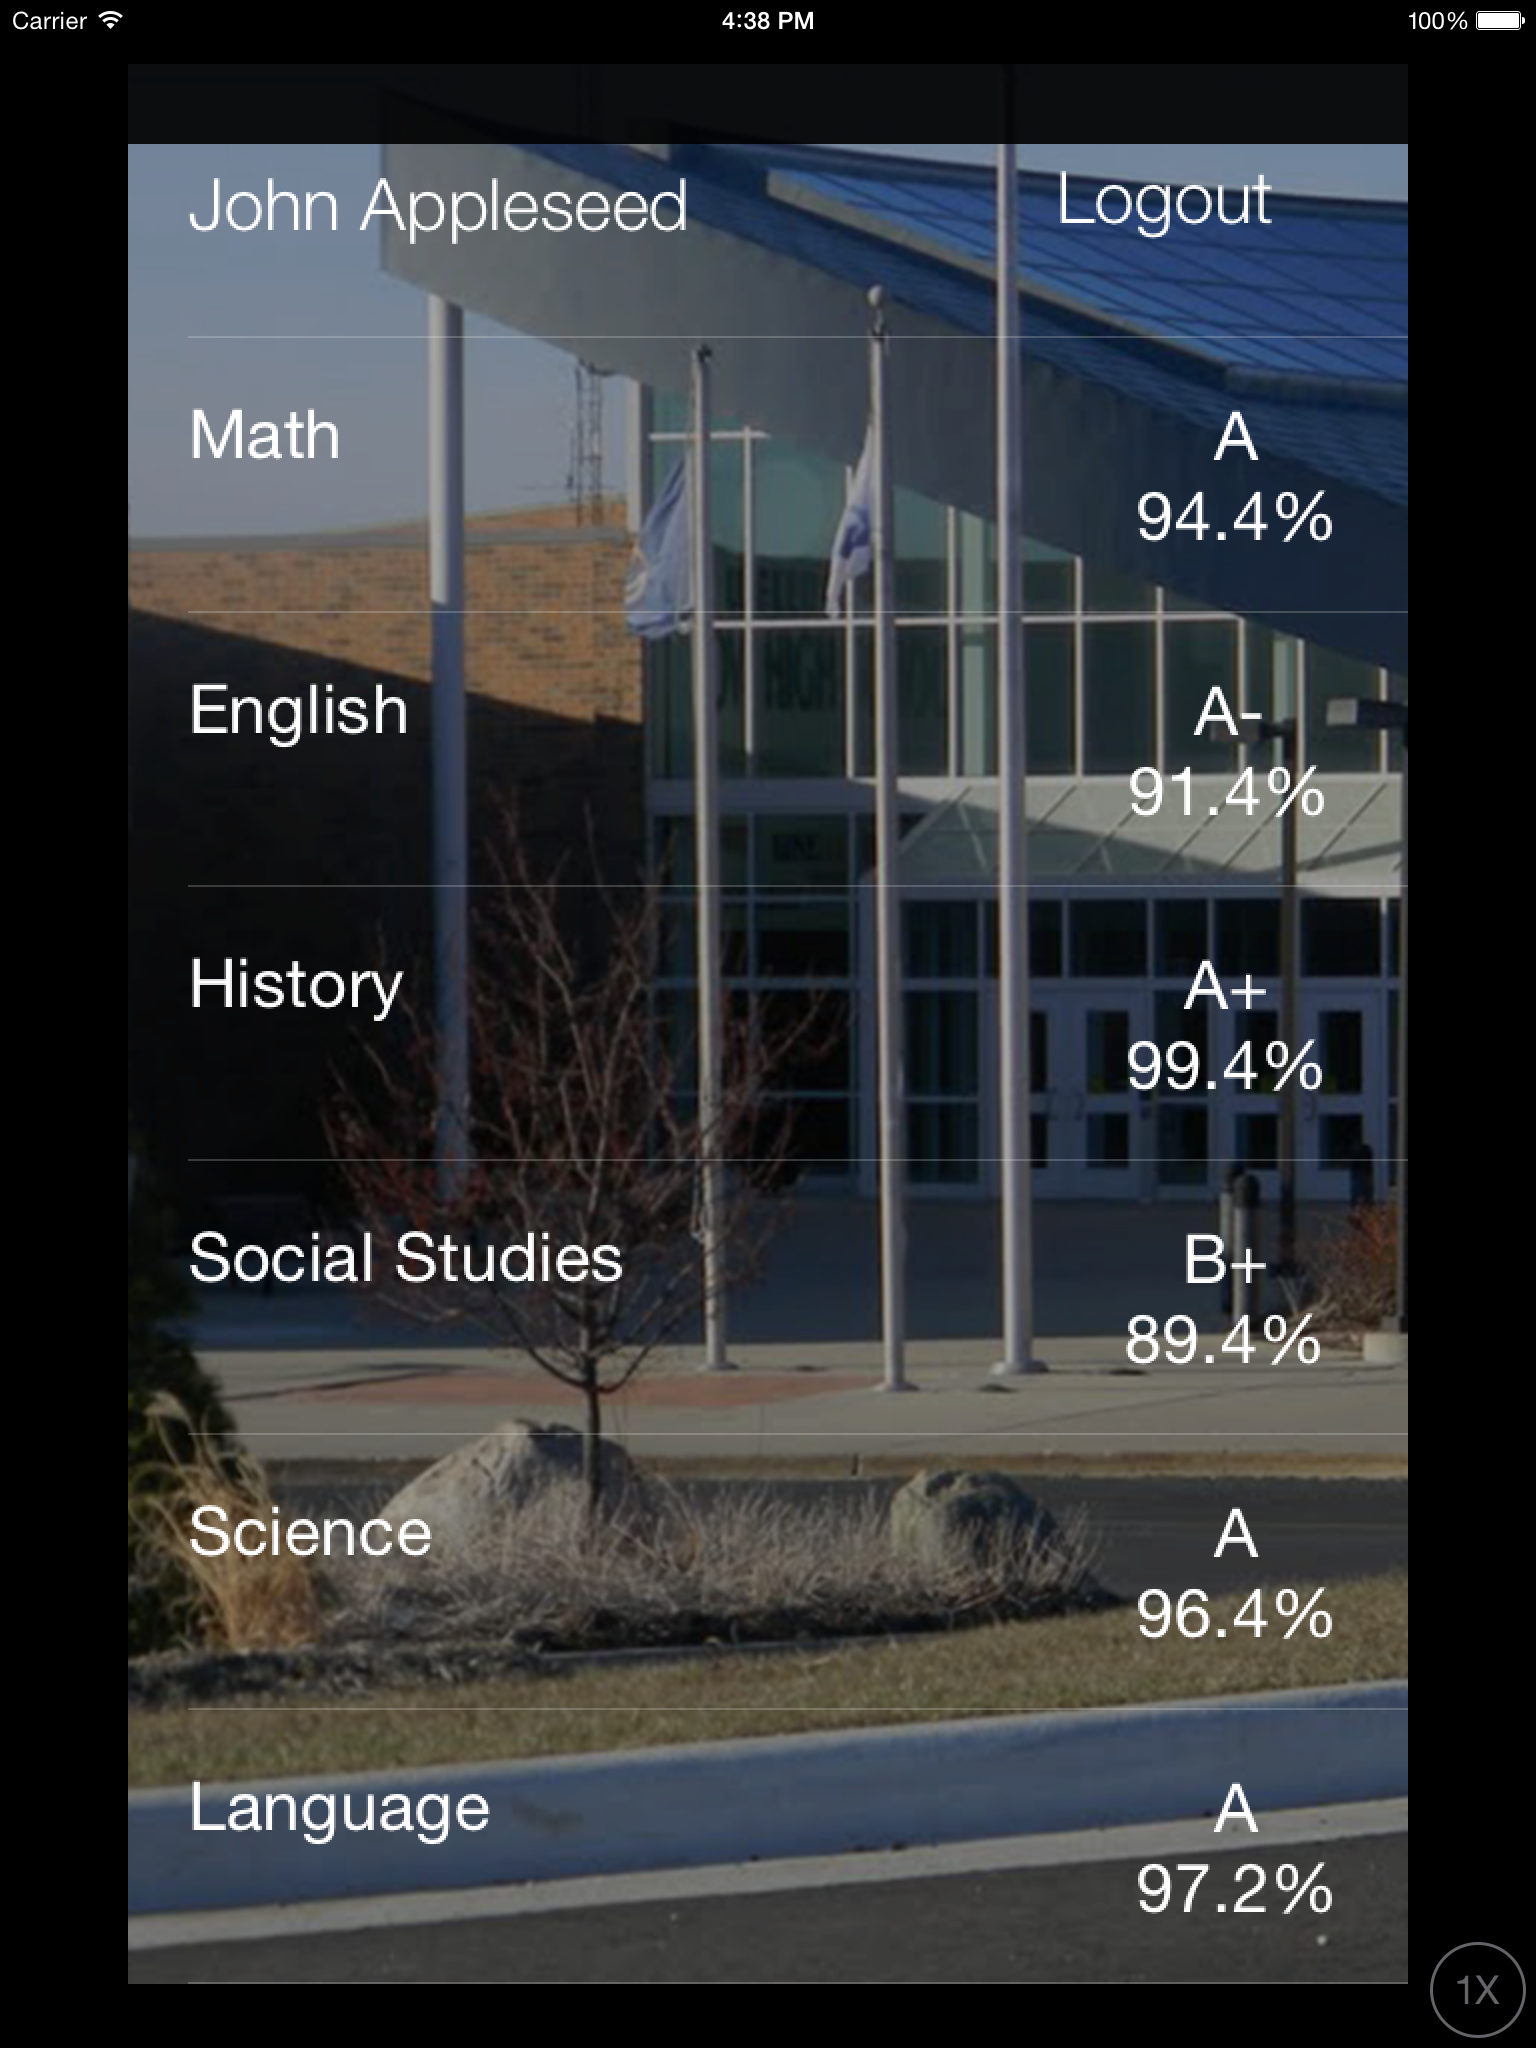 Carrier 4:38 PM 100%
John Appleseed Logout
Math A
94.4%
English A-
91.4%
History A+
99.4%
Social Studies B+
89.4%
Science A
96.4%
Language A
97.2%
1X